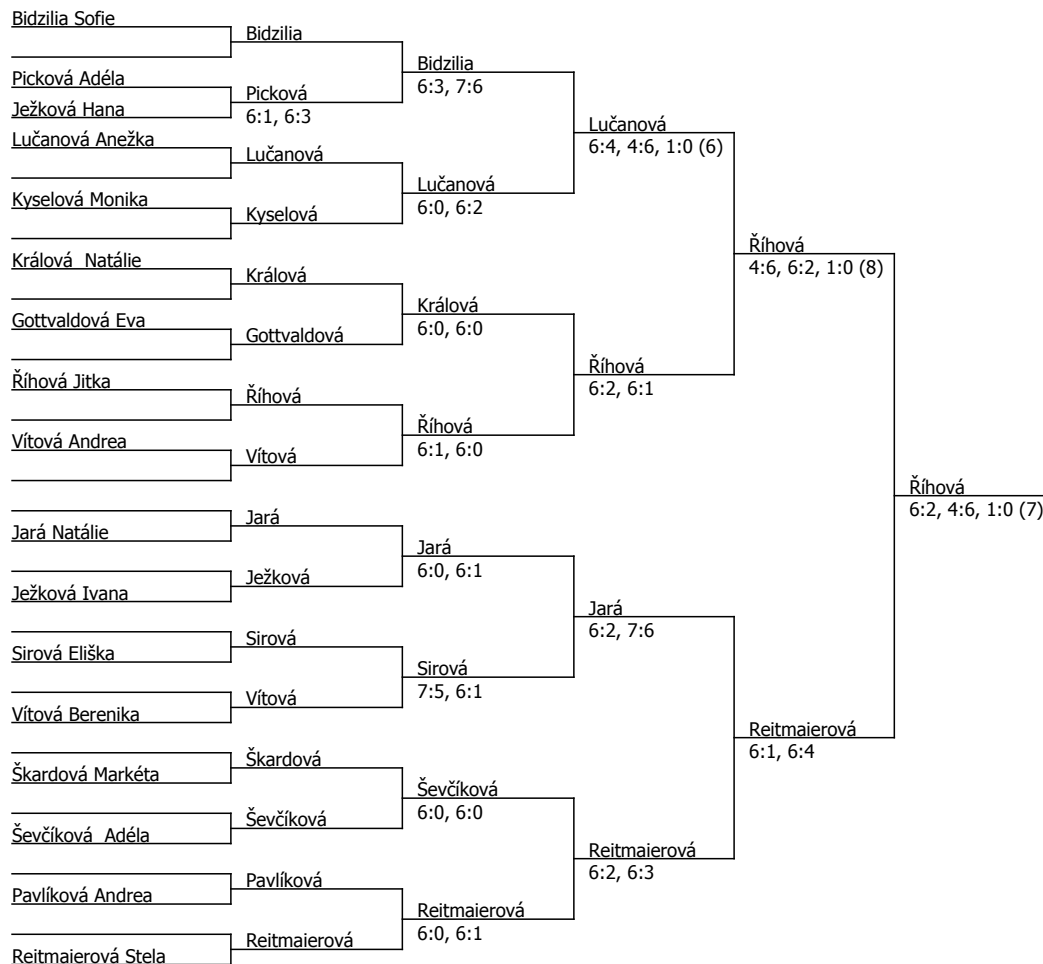 Bidzilia Sofie
Picková Adéla
Ježková Hana
Lučanová Anežka
Kyselová Monika
Králová  Natálie
Gottvaldová Eva
Říhová Jitka
Vítová Andrea
Jará Natálie
Ježková Ivana
Sirová Eliška
Vítová Berenika
Škardová Markéta
Ševčíková  Adéla
Pavlíková Andrea
Reitmaierová Stela
Bidzilia
Picková
6:1, 6:3
Lučanová
Kyselová
Králová
Gottvaldová
Říhová
Vítová
Jará
Ježková
Sirová
Vítová
Škardová
Ševčíková
Pavlíková
Reitmaierová
Bidzilia
6:3, 7:6
Lučanová
6:0, 6:2
Králová
6:0, 6:0
Říhová
6:1, 6:0
Jará
6:0, 6:1
Sirová
7:5, 6:1
Ševčíková
6:0, 6:0
Reitmaierová
6:0, 6:1
Lučanová
6:4, 4:6, 1:0 (6)
Říhová
6:2, 6:1
Jará
6:2, 7:6
Reitmaierová
6:2, 6:3
Říhová
4:6, 6:2, 1:0 (8)
Reitmaierová
6:1, 6:4
Říhová
6:2, 4:6, 1:0 (7)